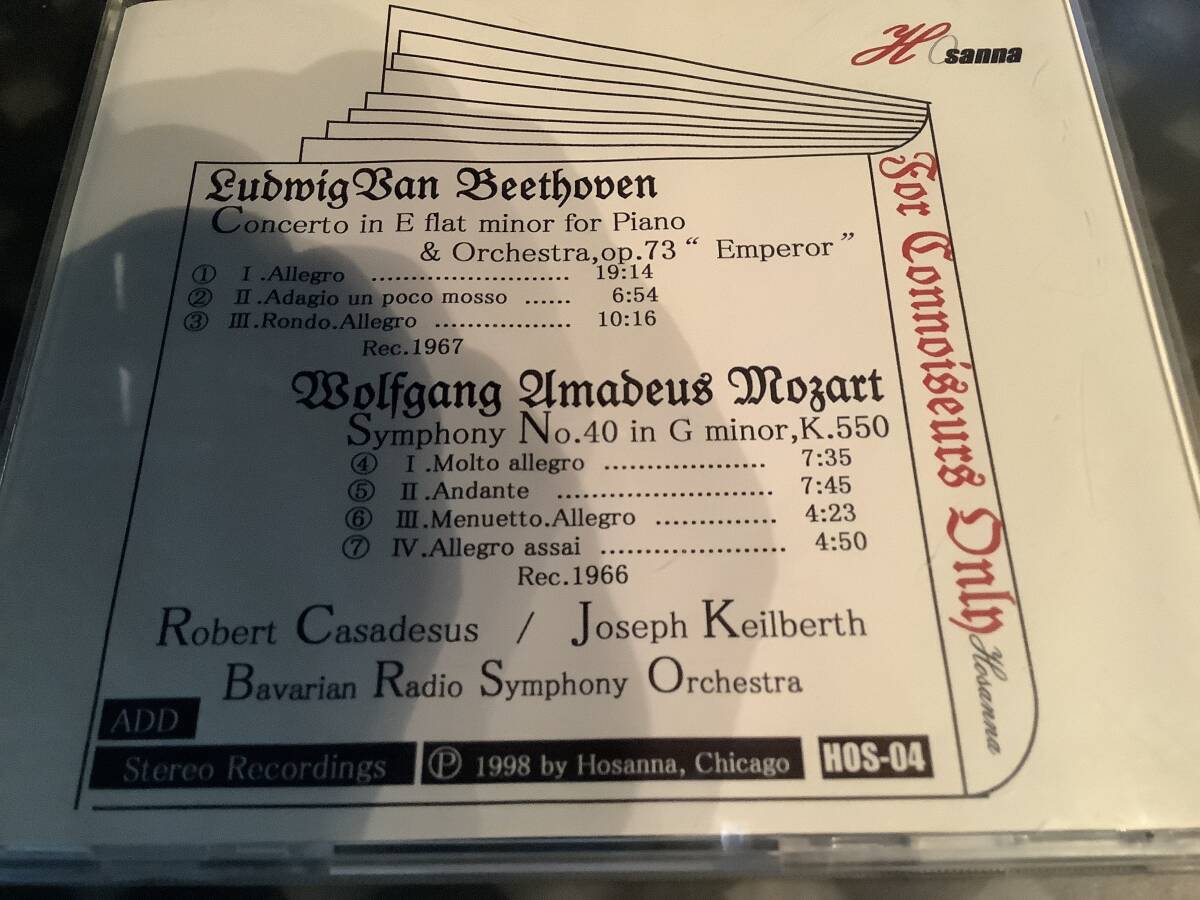 Hosanna
Ludwig Van Beethoven
Concerto in E flat minor for Piano
& Orchestra,op.73 “ Emperor ”
① Ⅰ.Allegro ........................... 19:14
② Ⅱ.Adagio un poco mosso ...... 6:54
③ Ⅲ.Rondo.Allegro .................. 10:16
Rec.1967
Wolfgang Amadeus Mozart
Symphony No.40 in G minor,K.550
④ Ⅰ.Molto allegro ..................... 7:35
⑤ Ⅱ.Andante ........................... 7:45
⑥ Ⅲ.Menuetto.Allegro ............... 4:23
⑦ Ⅳ.Allegro assai ..................... 4:50
Rec.1966
Robert Casadesus / Joseph Keilberth
Bavarian Radio Symphony Orchestra
ADD
Stereo Recordings
Ⓟ 1998 by Hosanna, Chicago
HOS-04
For Connoiseurs Only
Hosanna